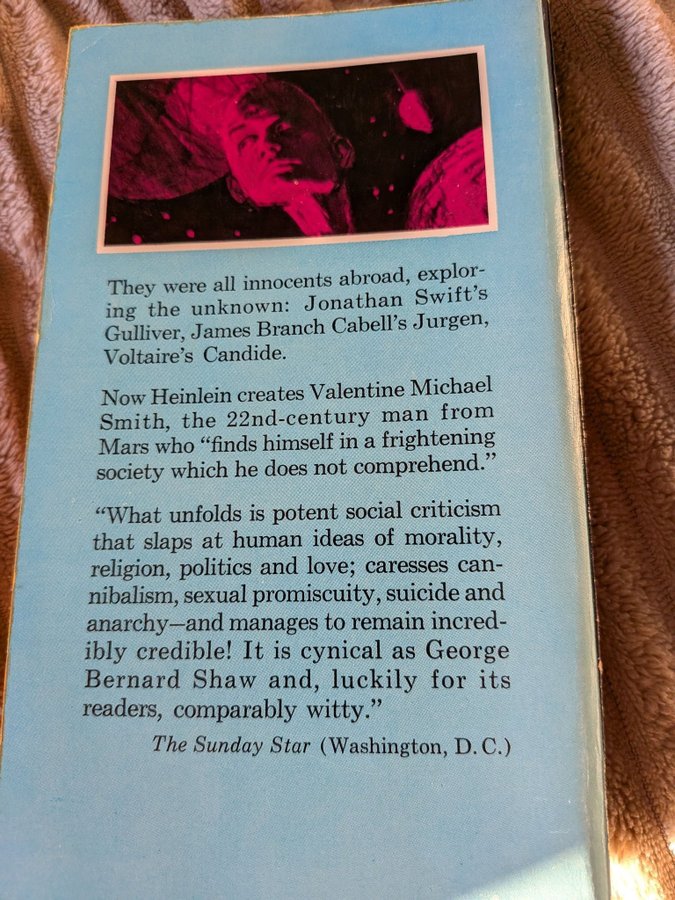 They were all innocents abroad, explor-
ing the unknown: Jonathan Swift's
Gulliver, James Branch Cabell's Jurgen,
Voltaire's Candide.
Now Heinlein creates Valentine Michael
Smith, the 22nd-century man from
Mars who “finds himself in a frightening
society which he does not comprehend.”
“What unfolds is potent social criticism
that slaps at human ideas of morality,
religion, politics and love; caresses can-
nibalism, sexual promiscuity, suicide and
anarchy—and manages to remain incred-
ibly credible! It is cynical as George
Bernard Shaw and, luckily for its
readers, comparably witty.”
The Sunday Star (Washington, D.C.)